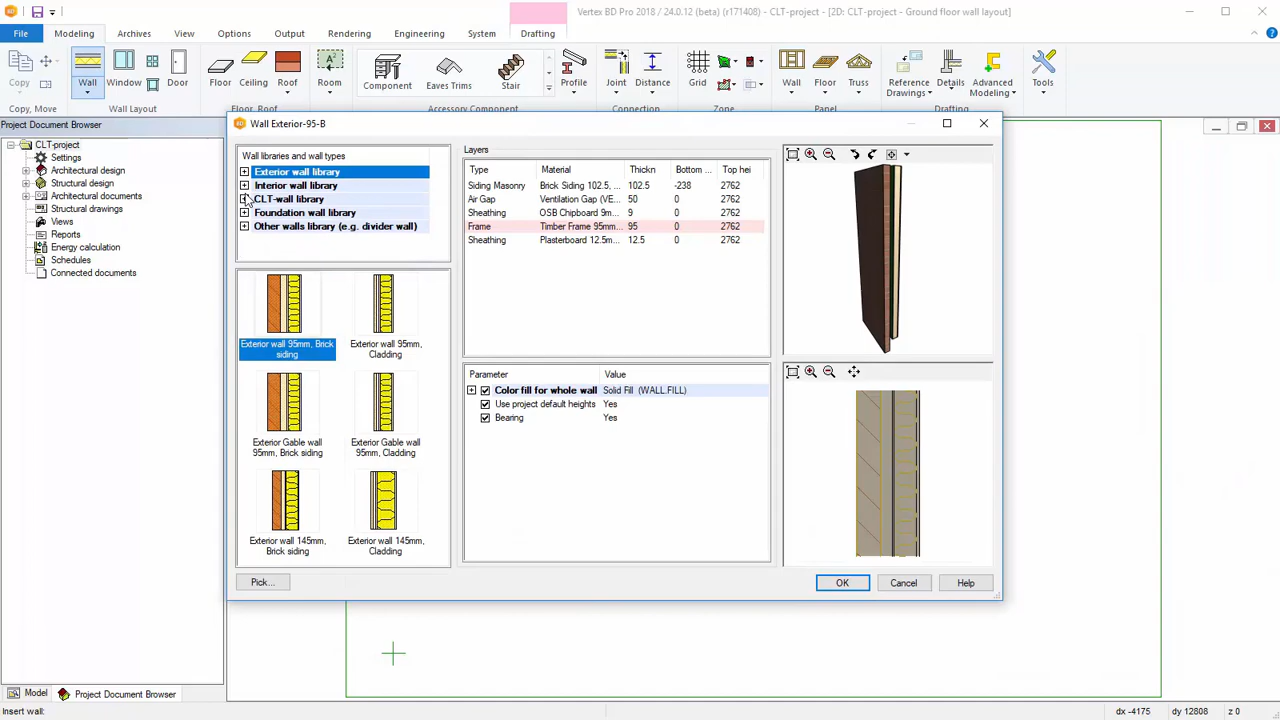 Vertex BD Pro 2018 / 24.0.12 (beta) (r171408) - CLT-project - [2D: CLT-project - Ground floor wall layout]
File Modeling Archives View Options Output Rendering Engineering System Drafting
Copy Wall Window Door Floor Ceiling Roof Room Component Eaves Trim Stair Profile Joint Distance Grid Wall Floor Truss Reference Drawings Details Advanced Modeling Tools
Copy, Move Wall Layout Floor, Roof Accessory Component Connection Zone Panel Drafting
Project Document Browser
CLT-project
Settings
Architectural design
Structural design
Architectural documents
Structural drawings
Views
Reports
Energy calculation
Schedules
Connected documents
Wall Exterior-95-B
Wall libraries and wall types
Exterior wall library
Interior wall library
CLT-wall library
Foundation wall library
Other walls library (e.g. divider wall)
Exterior wall 95mm, Brick siding
Exterior wall 95mm, Cladding
Exterior Gable wall 95mm, Brick siding
Exterior Gable wall 95mm, Cladding
Exterior wall 145mm, Brick siding
Exterior wall 145mm, Cladding
Pick...
Layers
Type Material Thickn Bottom ... Top hei
Siding Masonry Brick Siding 102.5, ... 102.5 -238 2762
Air Gap Ventilation Gap (VE... 50 0 2762
Sheathing OSB Chipboard 9m... 9 0 2762
Frame Timber Frame 95mm... 95 0 2762
Sheathing Plasterboard 12.5m... 12.5 0 2762
Parameter Value
Color fill for whole wall Solid Fill (WALL.FILL)
Use project default heights Yes
Bearing Yes
OK Cancel Help
Model Project Document Browser
Insert wall:
dx -4175 dy 12808 z 0